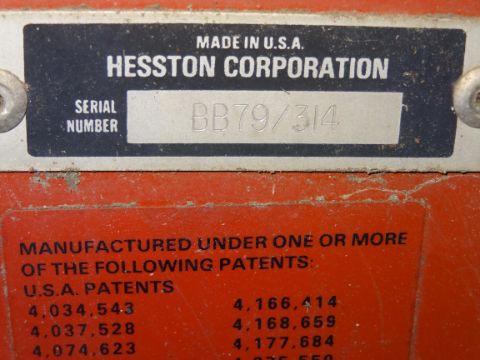 MADE IN U.S.A.
HESSTON CORPORATION
SERIAL
NUMBER
BB79/314
MANUFACTURED UNDER ONE OR MORE
OF THE FOLLOWING PATENTS:
U.S.A. PATENTS
4,034,543
4,166,414
4,037,528
4,168,659
4,074,623
4,177,684